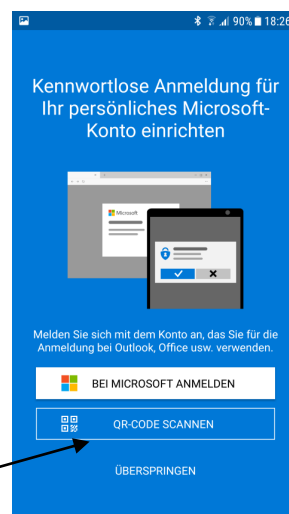 90% 18:26
Kennwortlose Anmeldung für
Ihr persönliches Microsoft-
Konto einrichten
Microsoft
Melden Sie sich mit dem Konto an, das Sie für die
Anmeldung bei Outlook, Office usw. verwenden.
BEI MICROSOFT ANMELDEN
QR-CODE SCANNEN
ÜBERSPRINGEN